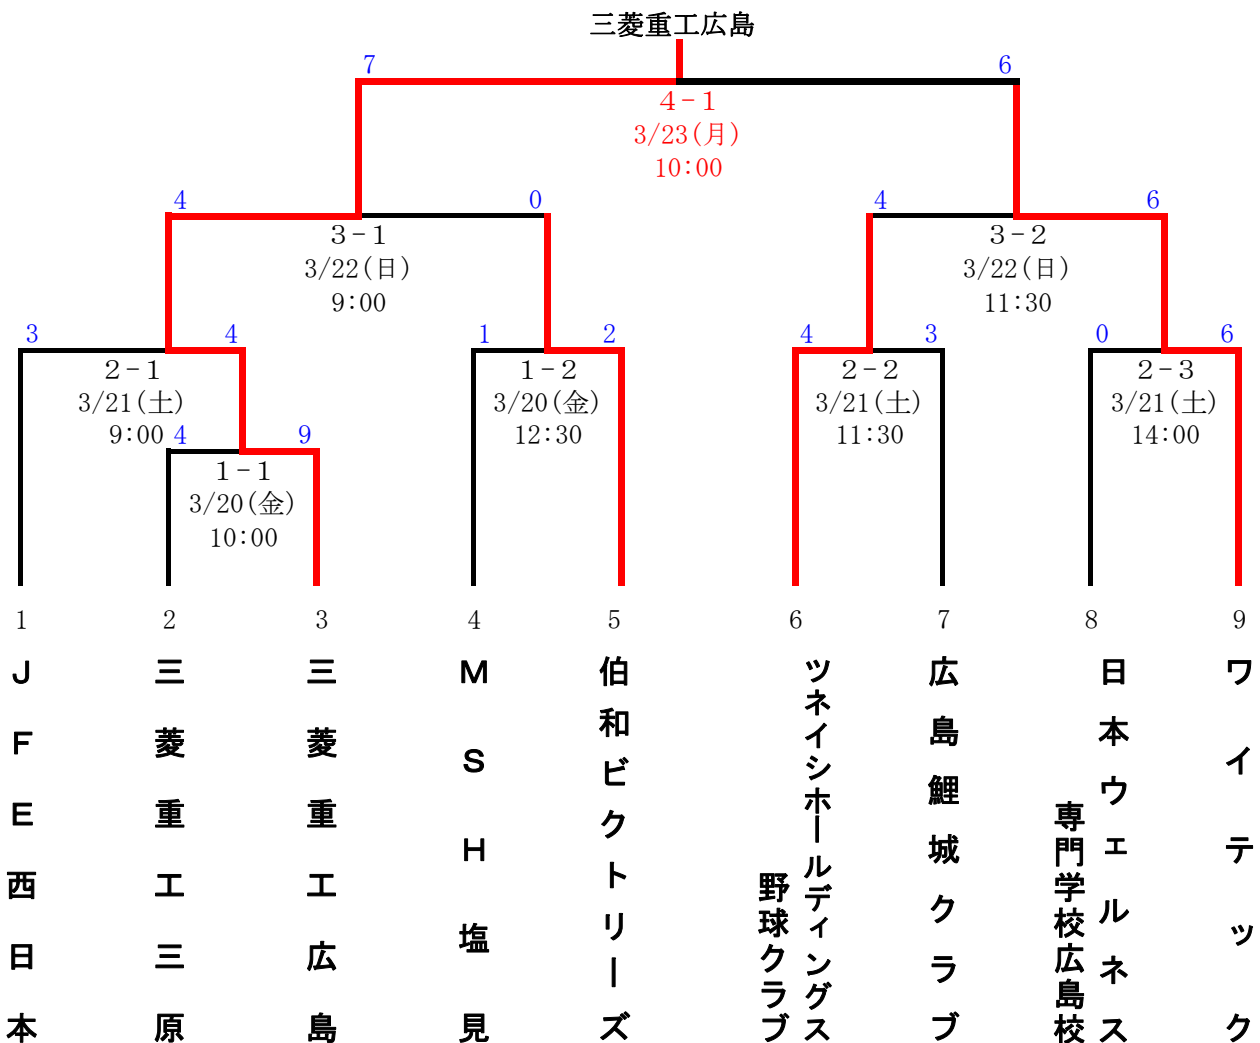 三菱重工広島
7 6
4-1
3/23(月)
10:00
4 0 4 6
3-1 3-2
3/22(日) 3/22(日)
9:00 11:30
3 4 1 2 4 3 0 6
2-1 1-2 2-2 2-3
3/21(土) 3/20(金) 3/21(土) 3/21(土)
9:00 12:30 11:30 14:00
4 9
1-1
3/20(金)
10:00
1 2 3 4 5 6 7 8 9
JFE西日本
三菱重工三原
三菱重工広島
MSH塩見
伯和ビクトリーズ
ツネイシホールディングス
野球クラブ
広島鯉城クラブ
日本ウェルネス
専門学校広島校
ワイテック